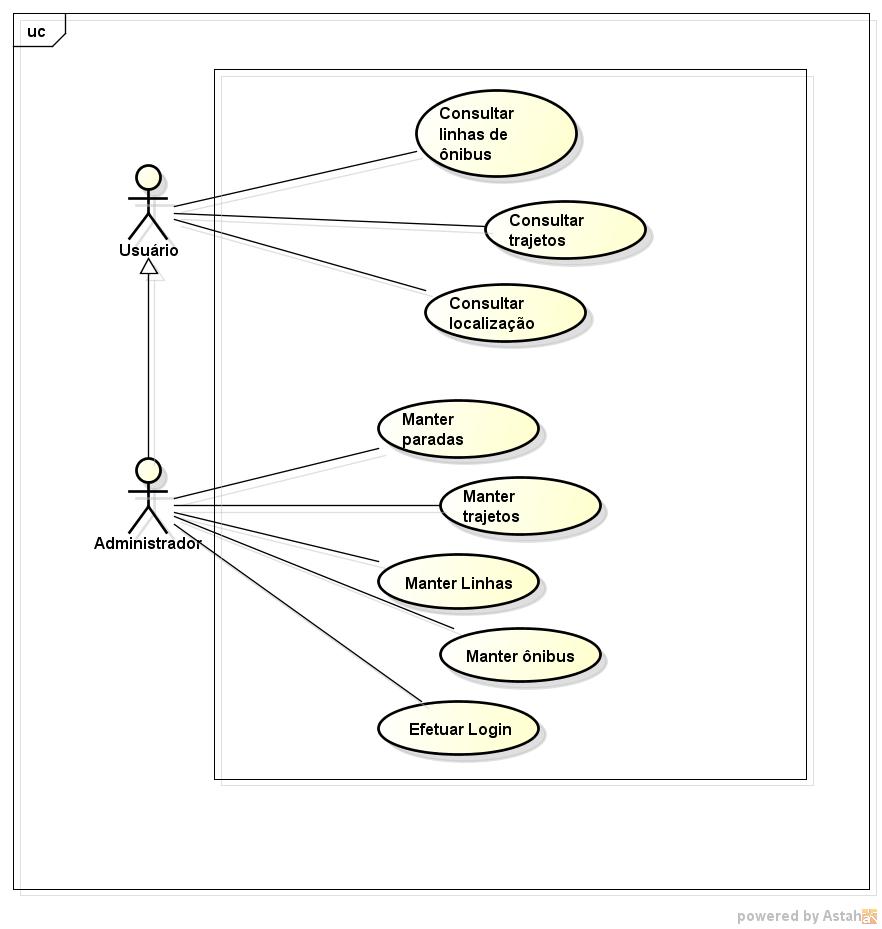 uc
Consultar
linhas de
ônibus
Consultar
trajetos
Usuário
Consultar
localização
Manter
paradas
Manter
trajetos
Administrador
Manter Linhas
Manter ônibus
Efetuar Login
powered by Astah